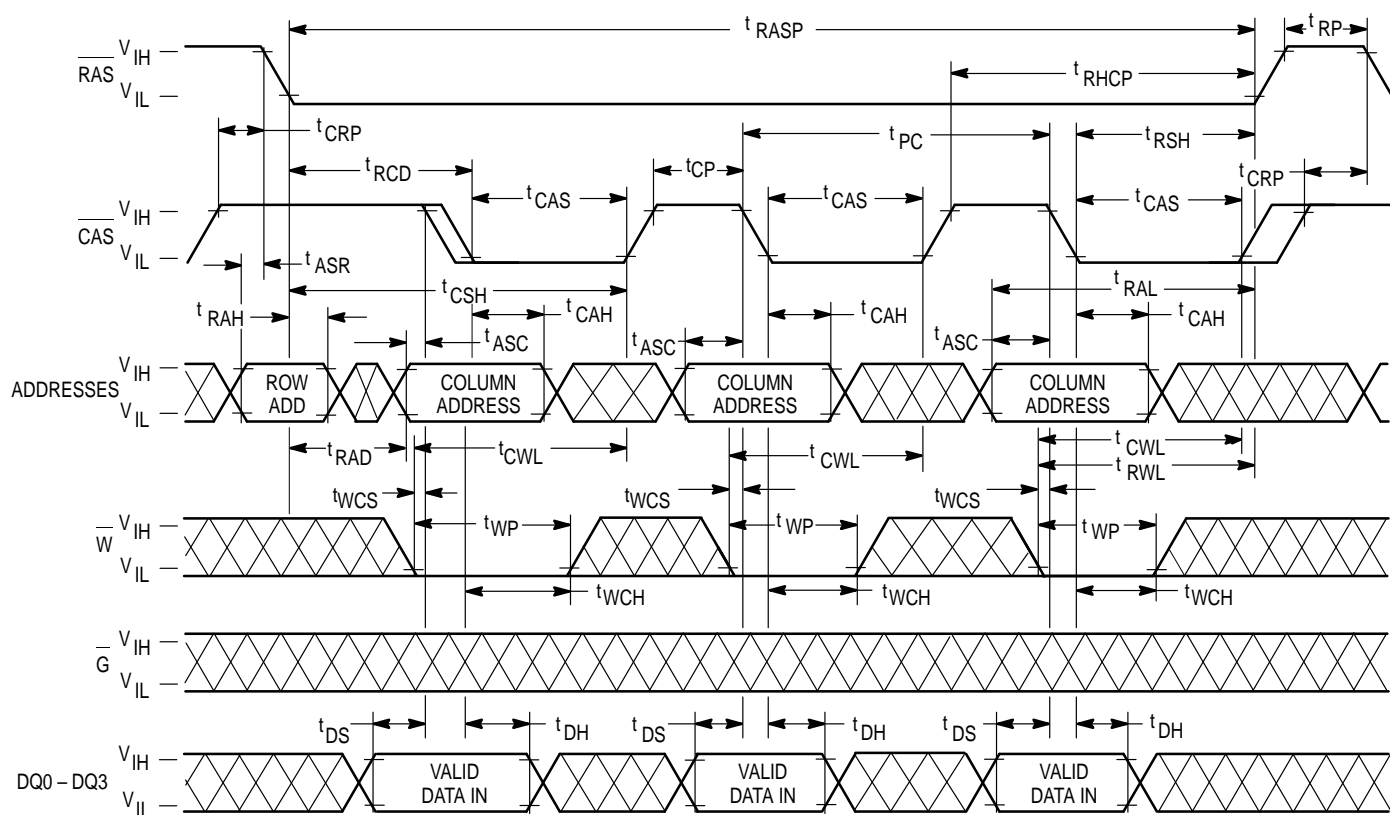 t RASP
t RP
V IH
RAS
V IL
t RHCP
t CRP
t PC
t RSH
t RCD
t CP
t CRP
t CAS
t CAS
t CAS
V IH
CAS
V IL
t ASR
t CSH
t RAL
t RAH
t CAH
t CAH
t CAH
t ASC
t ASC
t ASC
V IH
ADDRESSES
V IL
ROW
ADD
COLUMN
ADDRESS
COLUMN
ADDRESS
COLUMN
ADDRESS
t RAD
t CWL
t CWL
t CWL
t RWL
t WCS
t WCS
t WCS
V IH
W
V IL
t WP
t WP
t WP
t WCH
t WCH
t WCH
V IH
G
V IL
t DS
t DH
t DS
t DH
t DS
t DH
V IH
DQ0 – DQ3
V IL
VALID
DATA IN
VALID
DATA IN
VALID
DATA IN